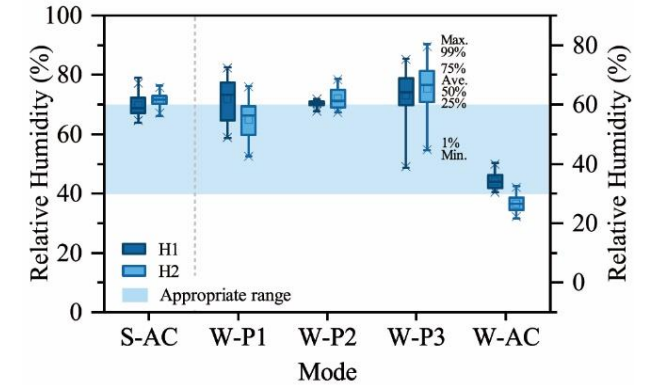 Relative Humidity (%)
100
80
60
40
20
0
Max.
99%
75%
Ave.
50%
25%
1%
Min.
H1
H2
Appropriate range
80
60
40
20
0
Relative Humidity (%)
S-AC W-P1 W-P2 W-P3 W-AC
Mode